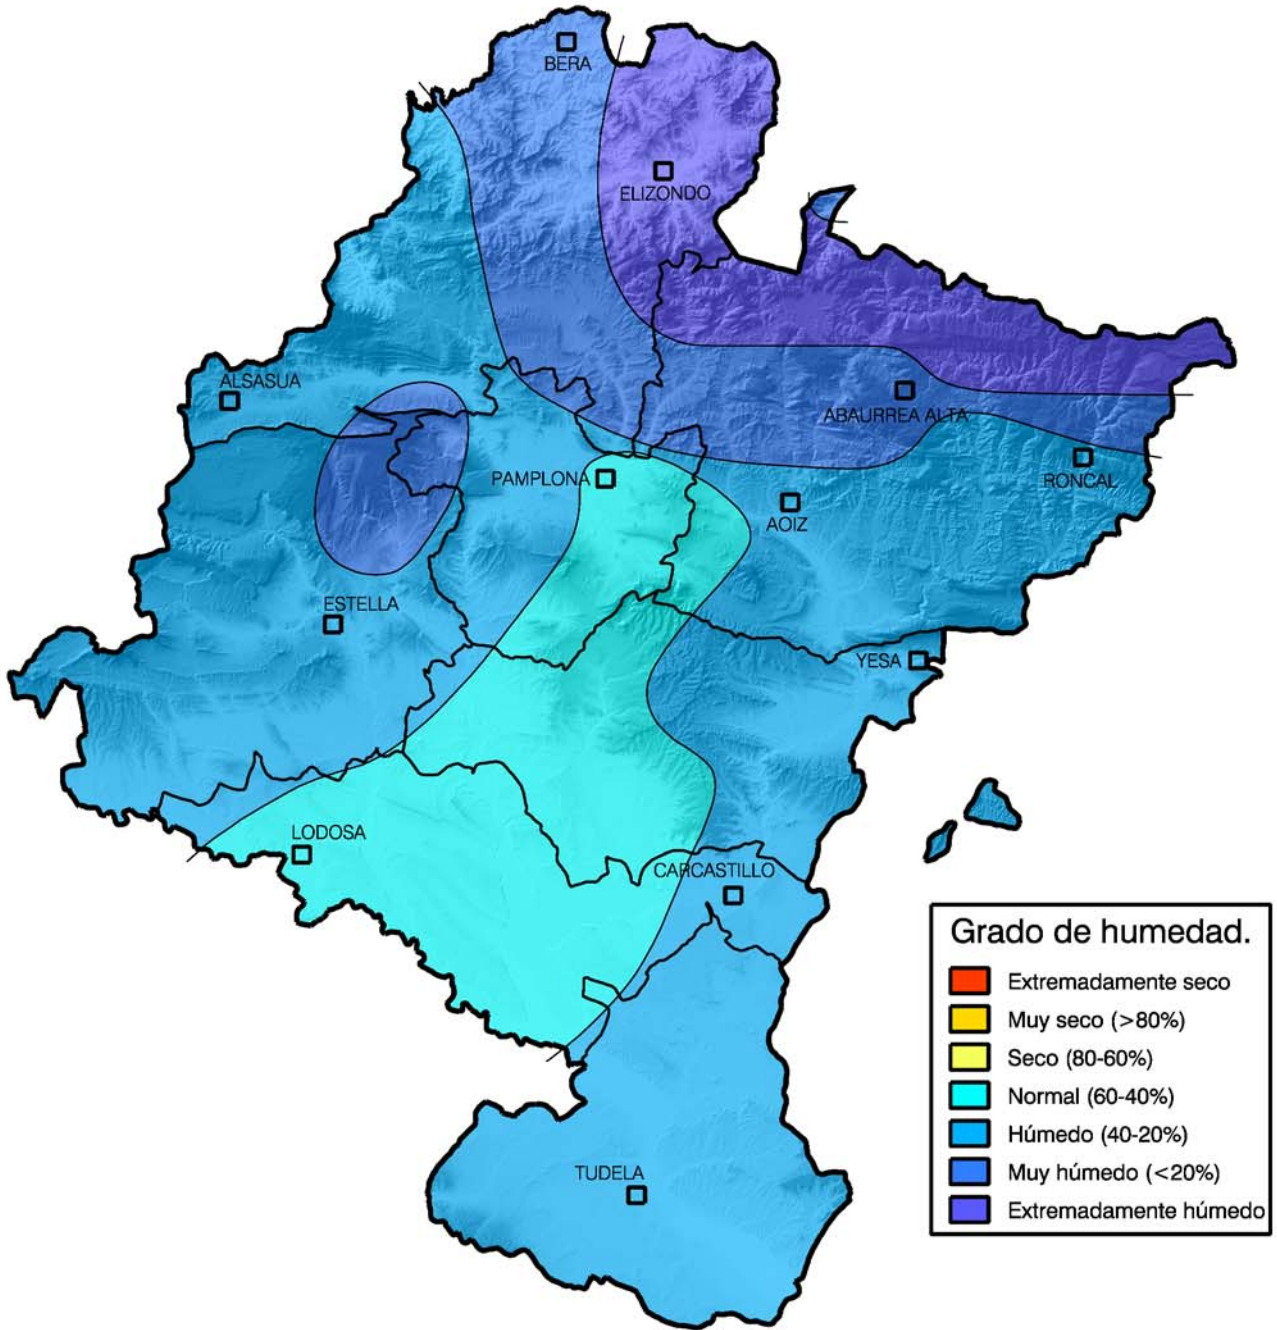 BERA
ELIZONDO
ALSASUA
ABAURREA ALTA
PAMPLONA
RONCAL
AOIZ
ESTELLA
YESA
LODOSA
CARCASTILLO
TUDELA
Grado de humedad.
Extremadamente seco
Muy seco (>80%)
Seco (80-60%)
Normal (60-40%)
Húmedo (40-20%)
Muy húmedo (<20%)
Extremadamente húmedo